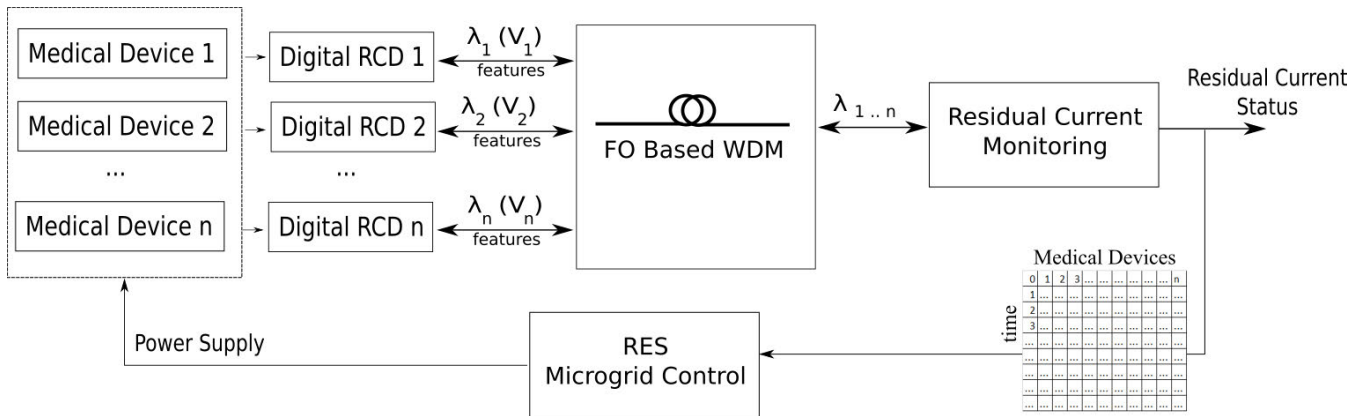 Medical Device 1
Digital RCD 1
λ1 (V1)
features
Medical Device 2
Digital RCD 2
λ2 (V2)
features
...
...
Medical Device n
Digital RCD n
λn (Vn)
features
FO Based WDM
λ 1 .. n
Residual Current
Monitoring
Residual Current
Status
Medical Devices
time
0 1 2 3 ... ... ... ... ... ... n
1 ... ... ... ... ... ... ... ... ... ...
2 ... ... ... ... ... ... ... ... ... ...
3 ... ... ... ... ... ... ... ... ... ...
... ... ... ... ... ... ... ... ... ... ...
... ... ... ... ... ... ... ... ... ... ...
... ... ... ... ... ... ... ... ... ... ...
... ... ... ... ... ... ... ... ... ... ...
... ... ... ... ... ... ... ... ... ... ...
RES
Microgrid Control
Power Supply